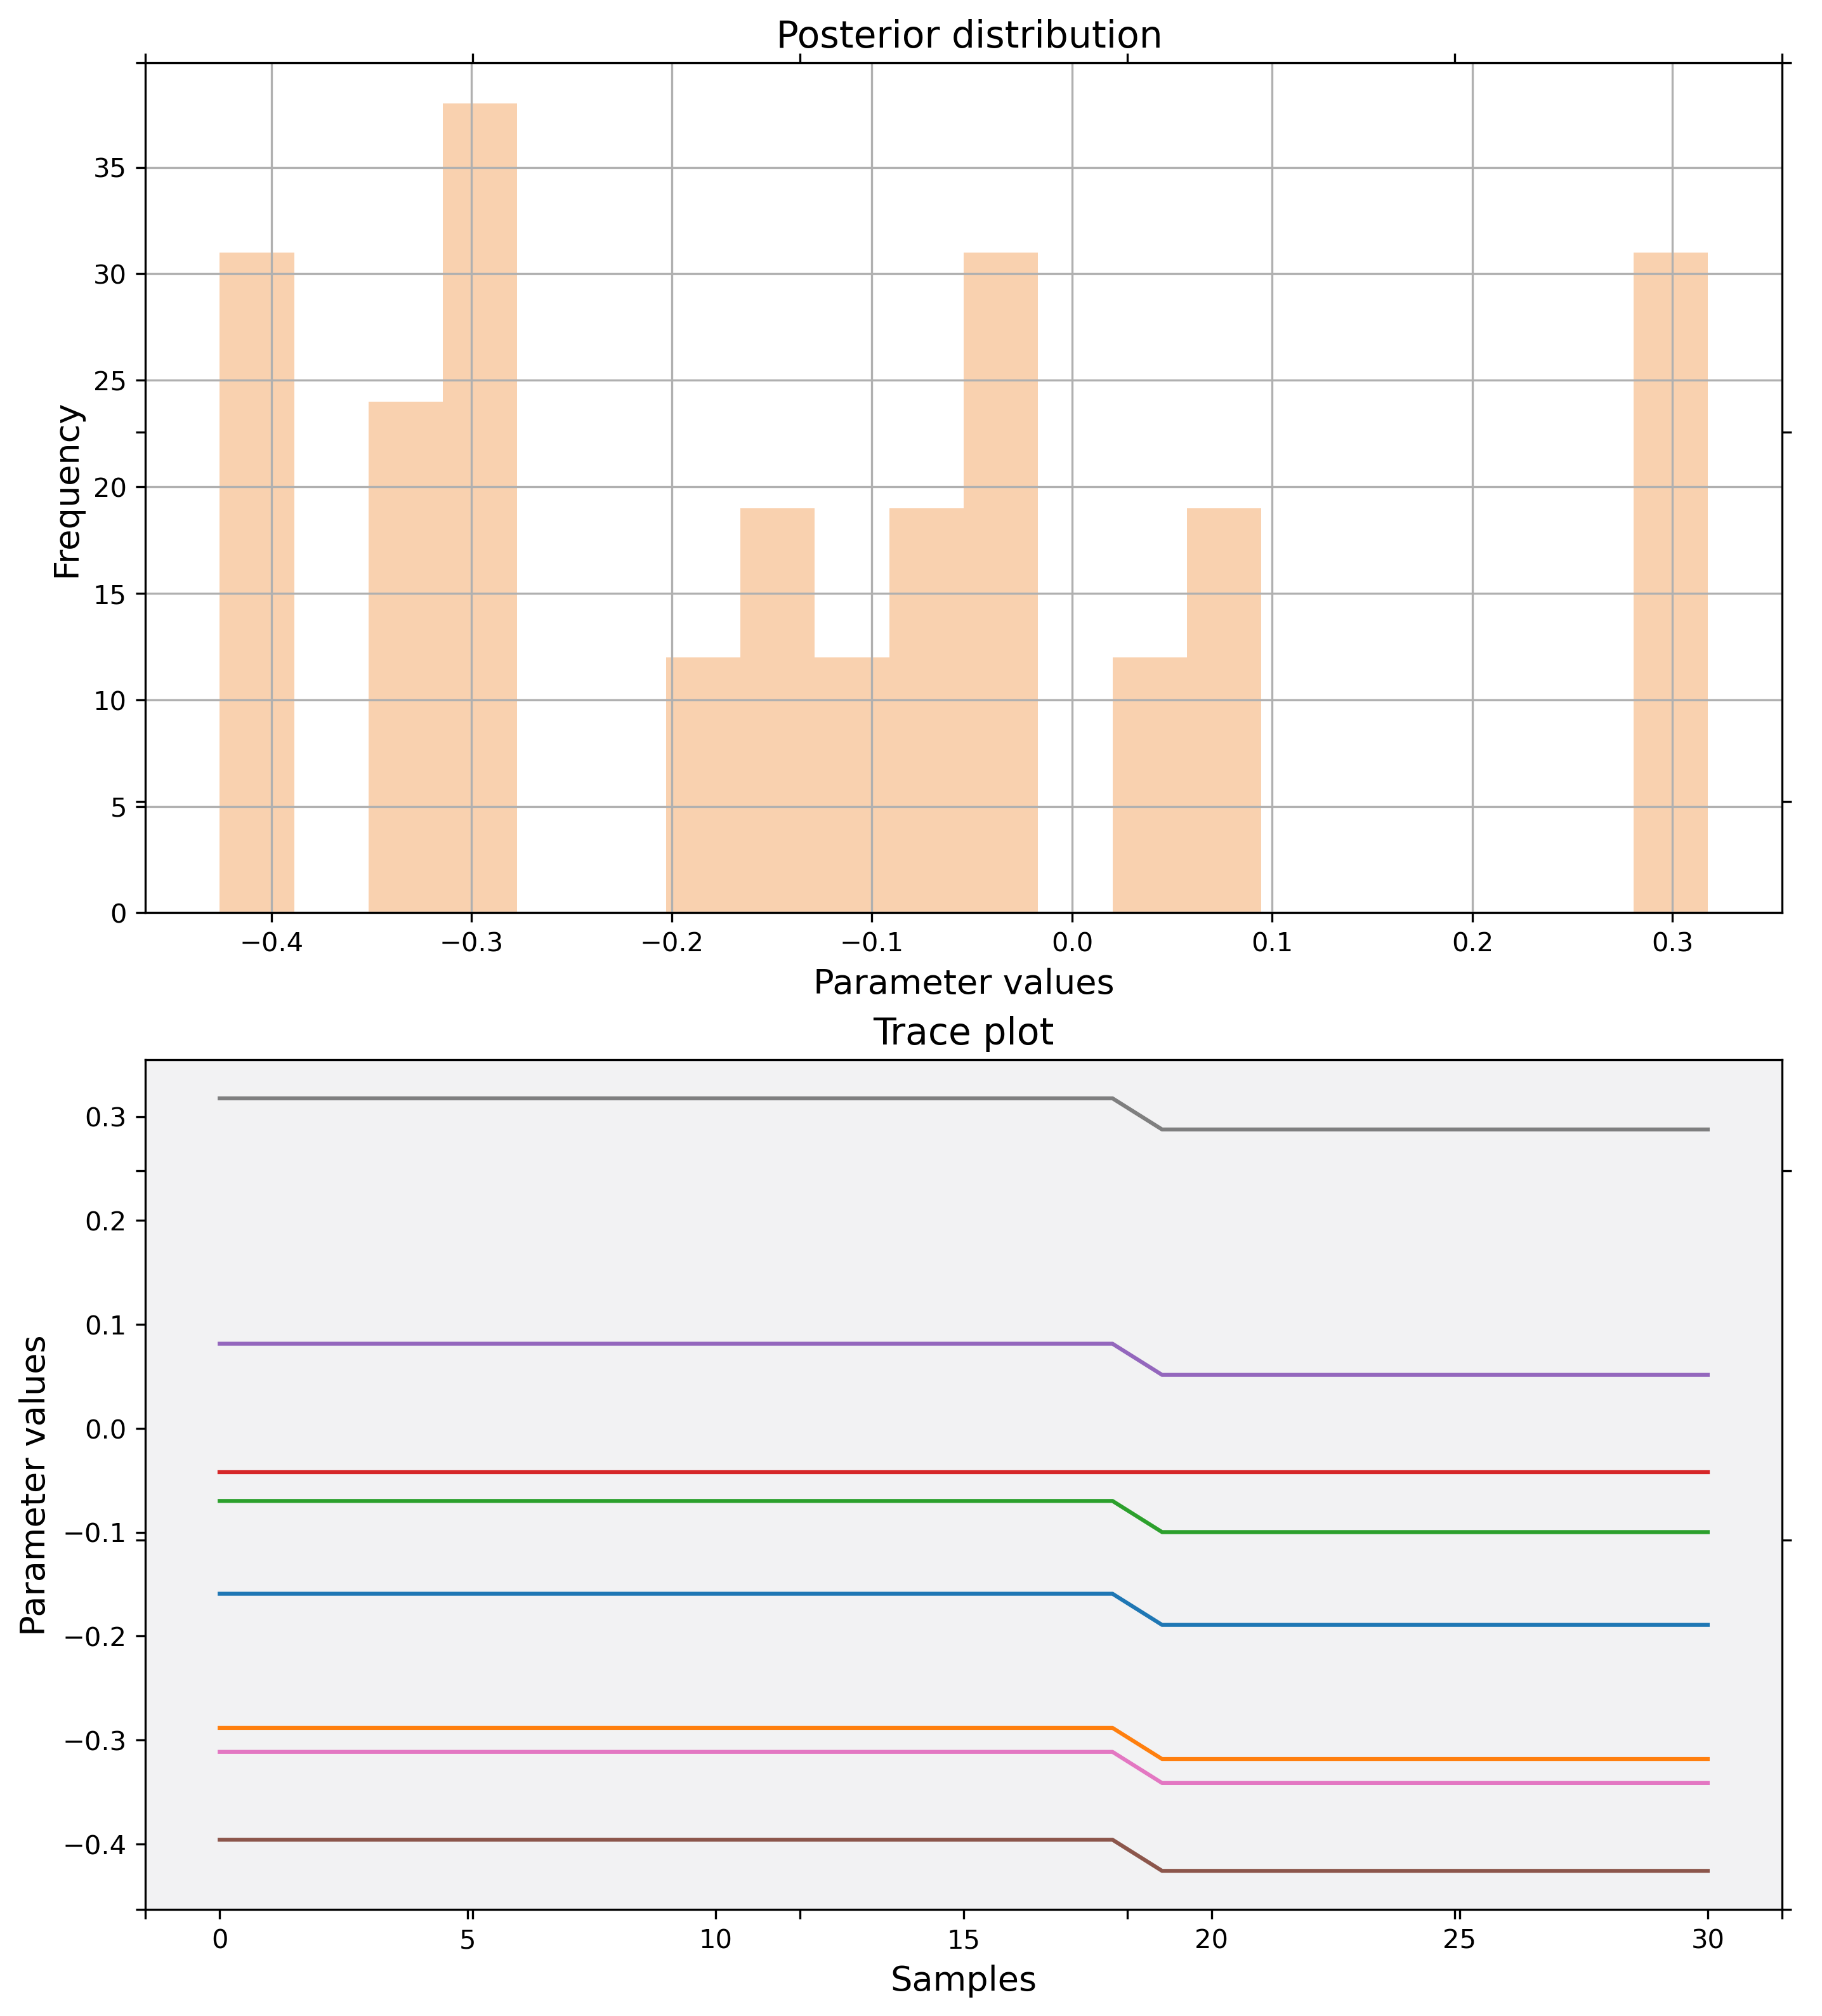 Posterior distribution
Frequency
35
30
25
20
15
10
5
0
−0.4 −0.3 −0.2 −0.1 0.0 0.1 0.2 0.3
Parameter values
Trace plot
Parameter values
0.3
0.2
0.1
0.0
−0.1
−0.2
−0.3
−0.4
0 5 10 15 20 25 30
Samples